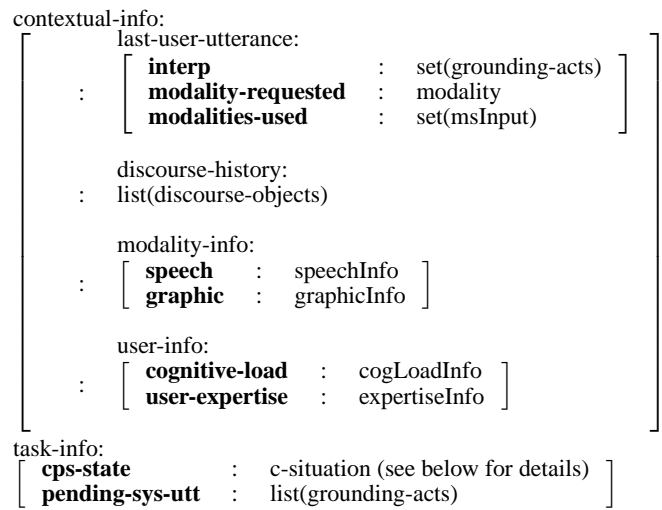 contextual-info:
last-user-utterance:
interp : set(grounding-acts)
: modality-requested : modality
modalities-used : set(msInput)
discourse-history:
: list(discourse-objects)
modality-info:
: speech : speechInfo
graphic : graphicInfo
user-info:
: cognitive-load : cogLoadInfo
user-expertise : expertiseInfo
task-info:
cps-state : c-situation (see below for details)
pending-sys-utt : list(grounding-acts)